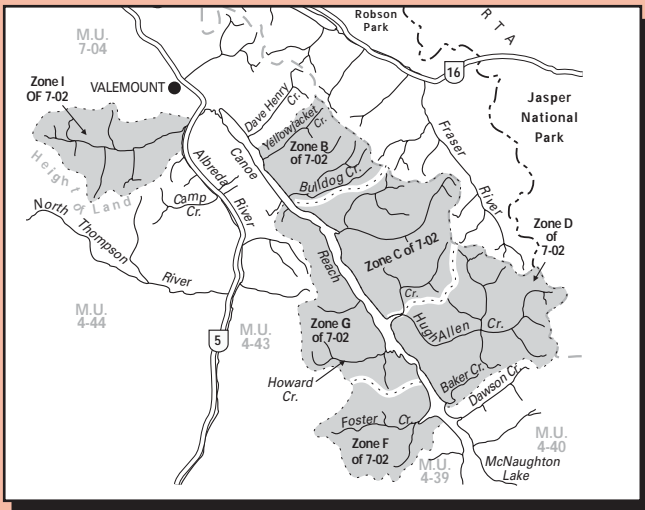 Robson
Park
RTA
M.U.
7-04
16
Zone I
OF 7-02
VALEMOUNT
Jasper
National
Park
Dave Henry
Cr.
Yellowjacket
Cr.
Zone B
of 7-02
Bulldog Cr.
Fraser
River
Canoe
Reach
Albreda
River
Height of Land
Camp
Cr.
North Thompson
River
Zone D
of
7-02
Zone C of 7-02
Cr.
Hugh Allen Cr.
M.U.
4-44
5
M.U.
4-43
Zone G
of 7-02
Howard
Cr.
Baker Cr.
Dawson Cr.
Foster Cr.
Zone F
of 7-02
M.U.
4-39
M.U.
4-40
McNaughton
Lake